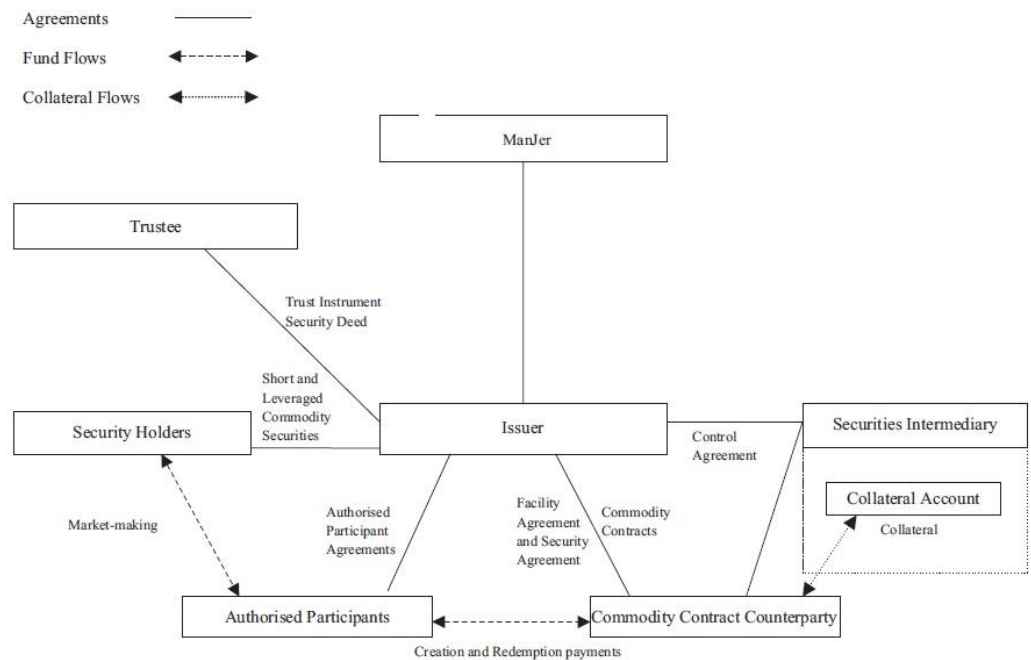 Agreements
Fund Flows
Collateral Flows
ManJer
Trustee
Trust Instrument
Security Deed
Short and
Leveraged
Commodity
Securities
Security Holders
Issuer
Securities Intermediary
Control
Agreement
Collateral Account
Collateral
Market-making
Authorised
Participant
Agreements
Facility
Agreement
and Security
Agreement
Commodity
Contracts
Authorised Participants
Commodity Contract Counterparty
Creation and Redemption payments